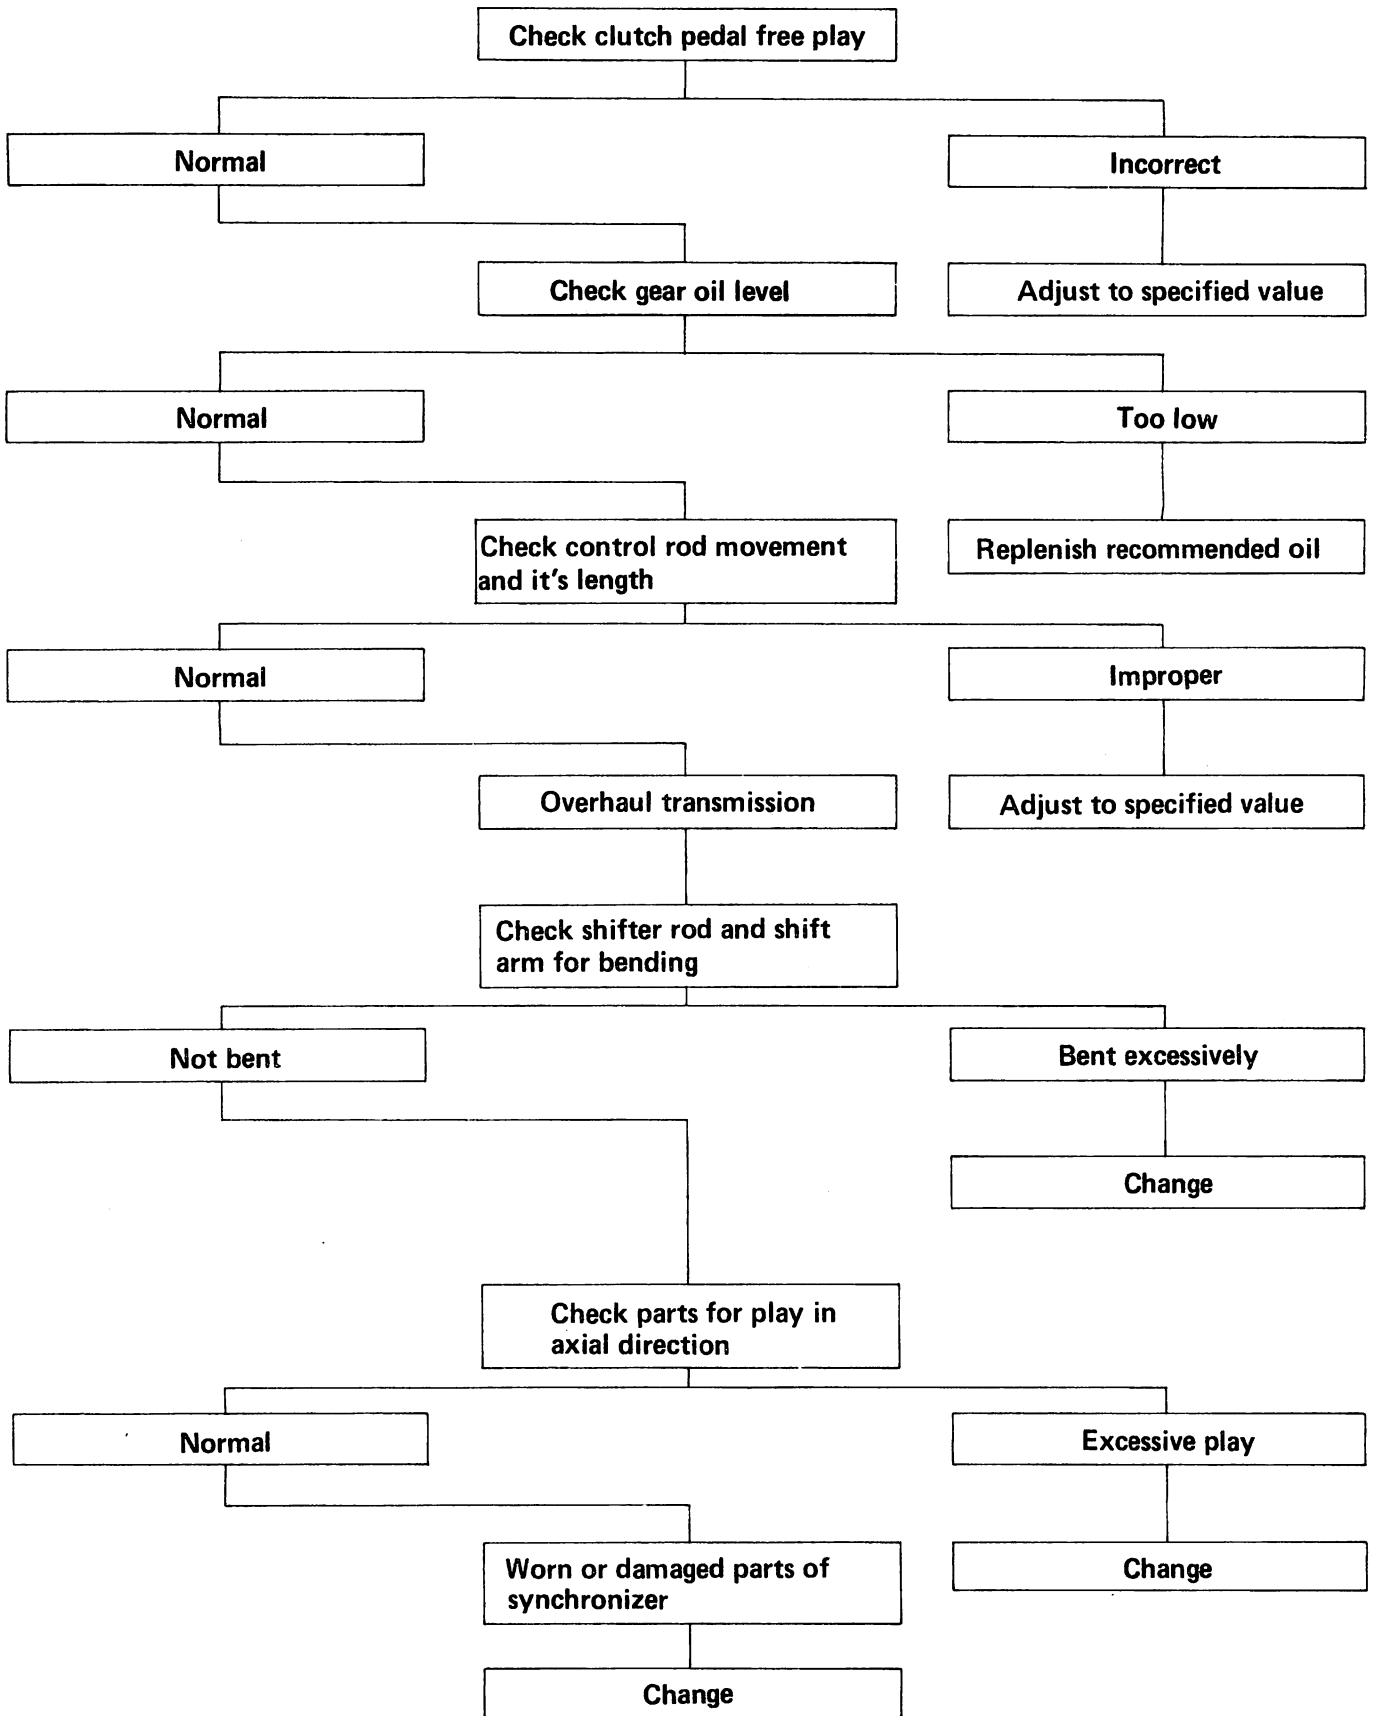 Check clutch pedal free play
Normal
Incorrect
Check gear oil level
Adjust to specified value
Normal
Too low
Check control rod movement
and it's length
Replenish recommended oil
Normal
Improper
Overhaul transmission
Adjust to specified value
Check shifter rod and shift
arm for bending
Not bent
Bent excessively
Change
Check parts for play in
axial direction
Normal
Excessive play
Worn or damaged parts of
synchronizer
Change
Change